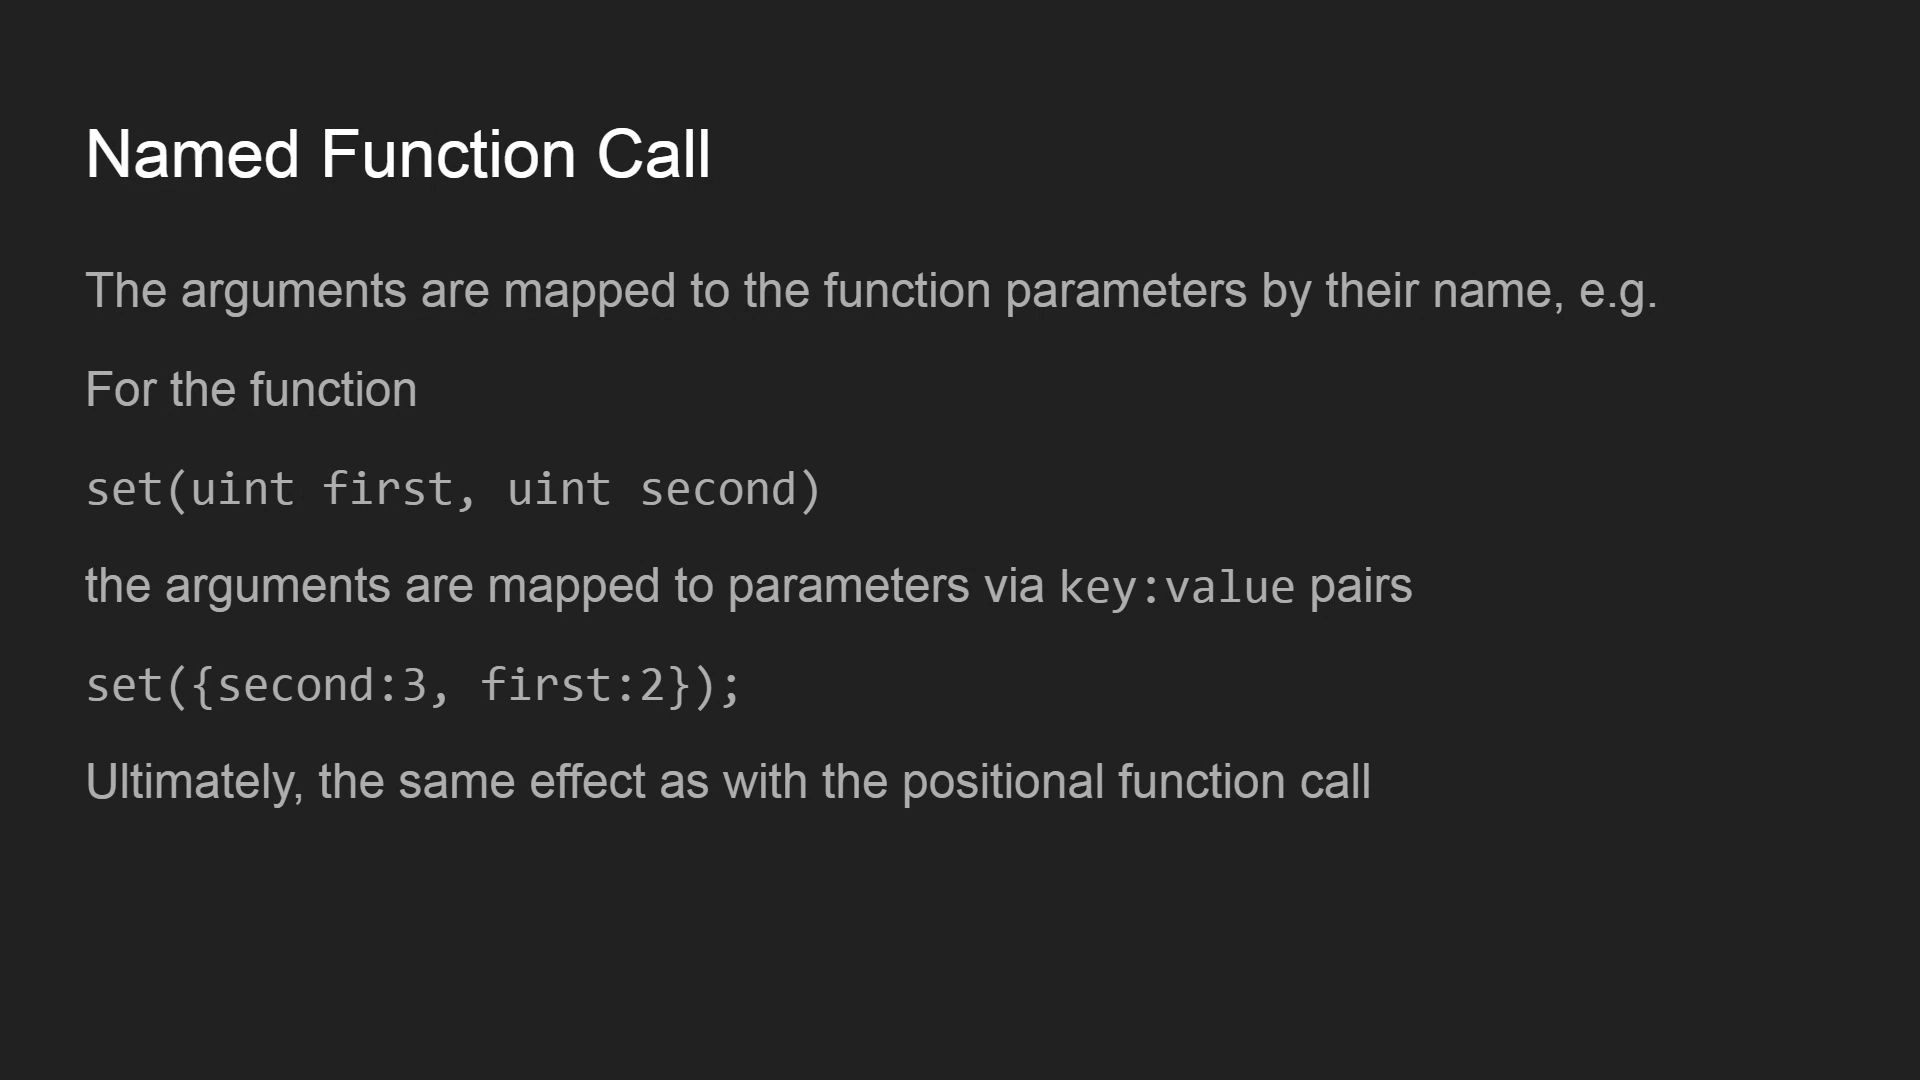 Named Function Call
The arguments are mapped to the function parameters by their name, e.g.
For the function
set(uint first, uint second)
the arguments are mapped to parameters via key:value pairs
set({second:3, first:2});
Ultimately, the same effect as with the positional function call